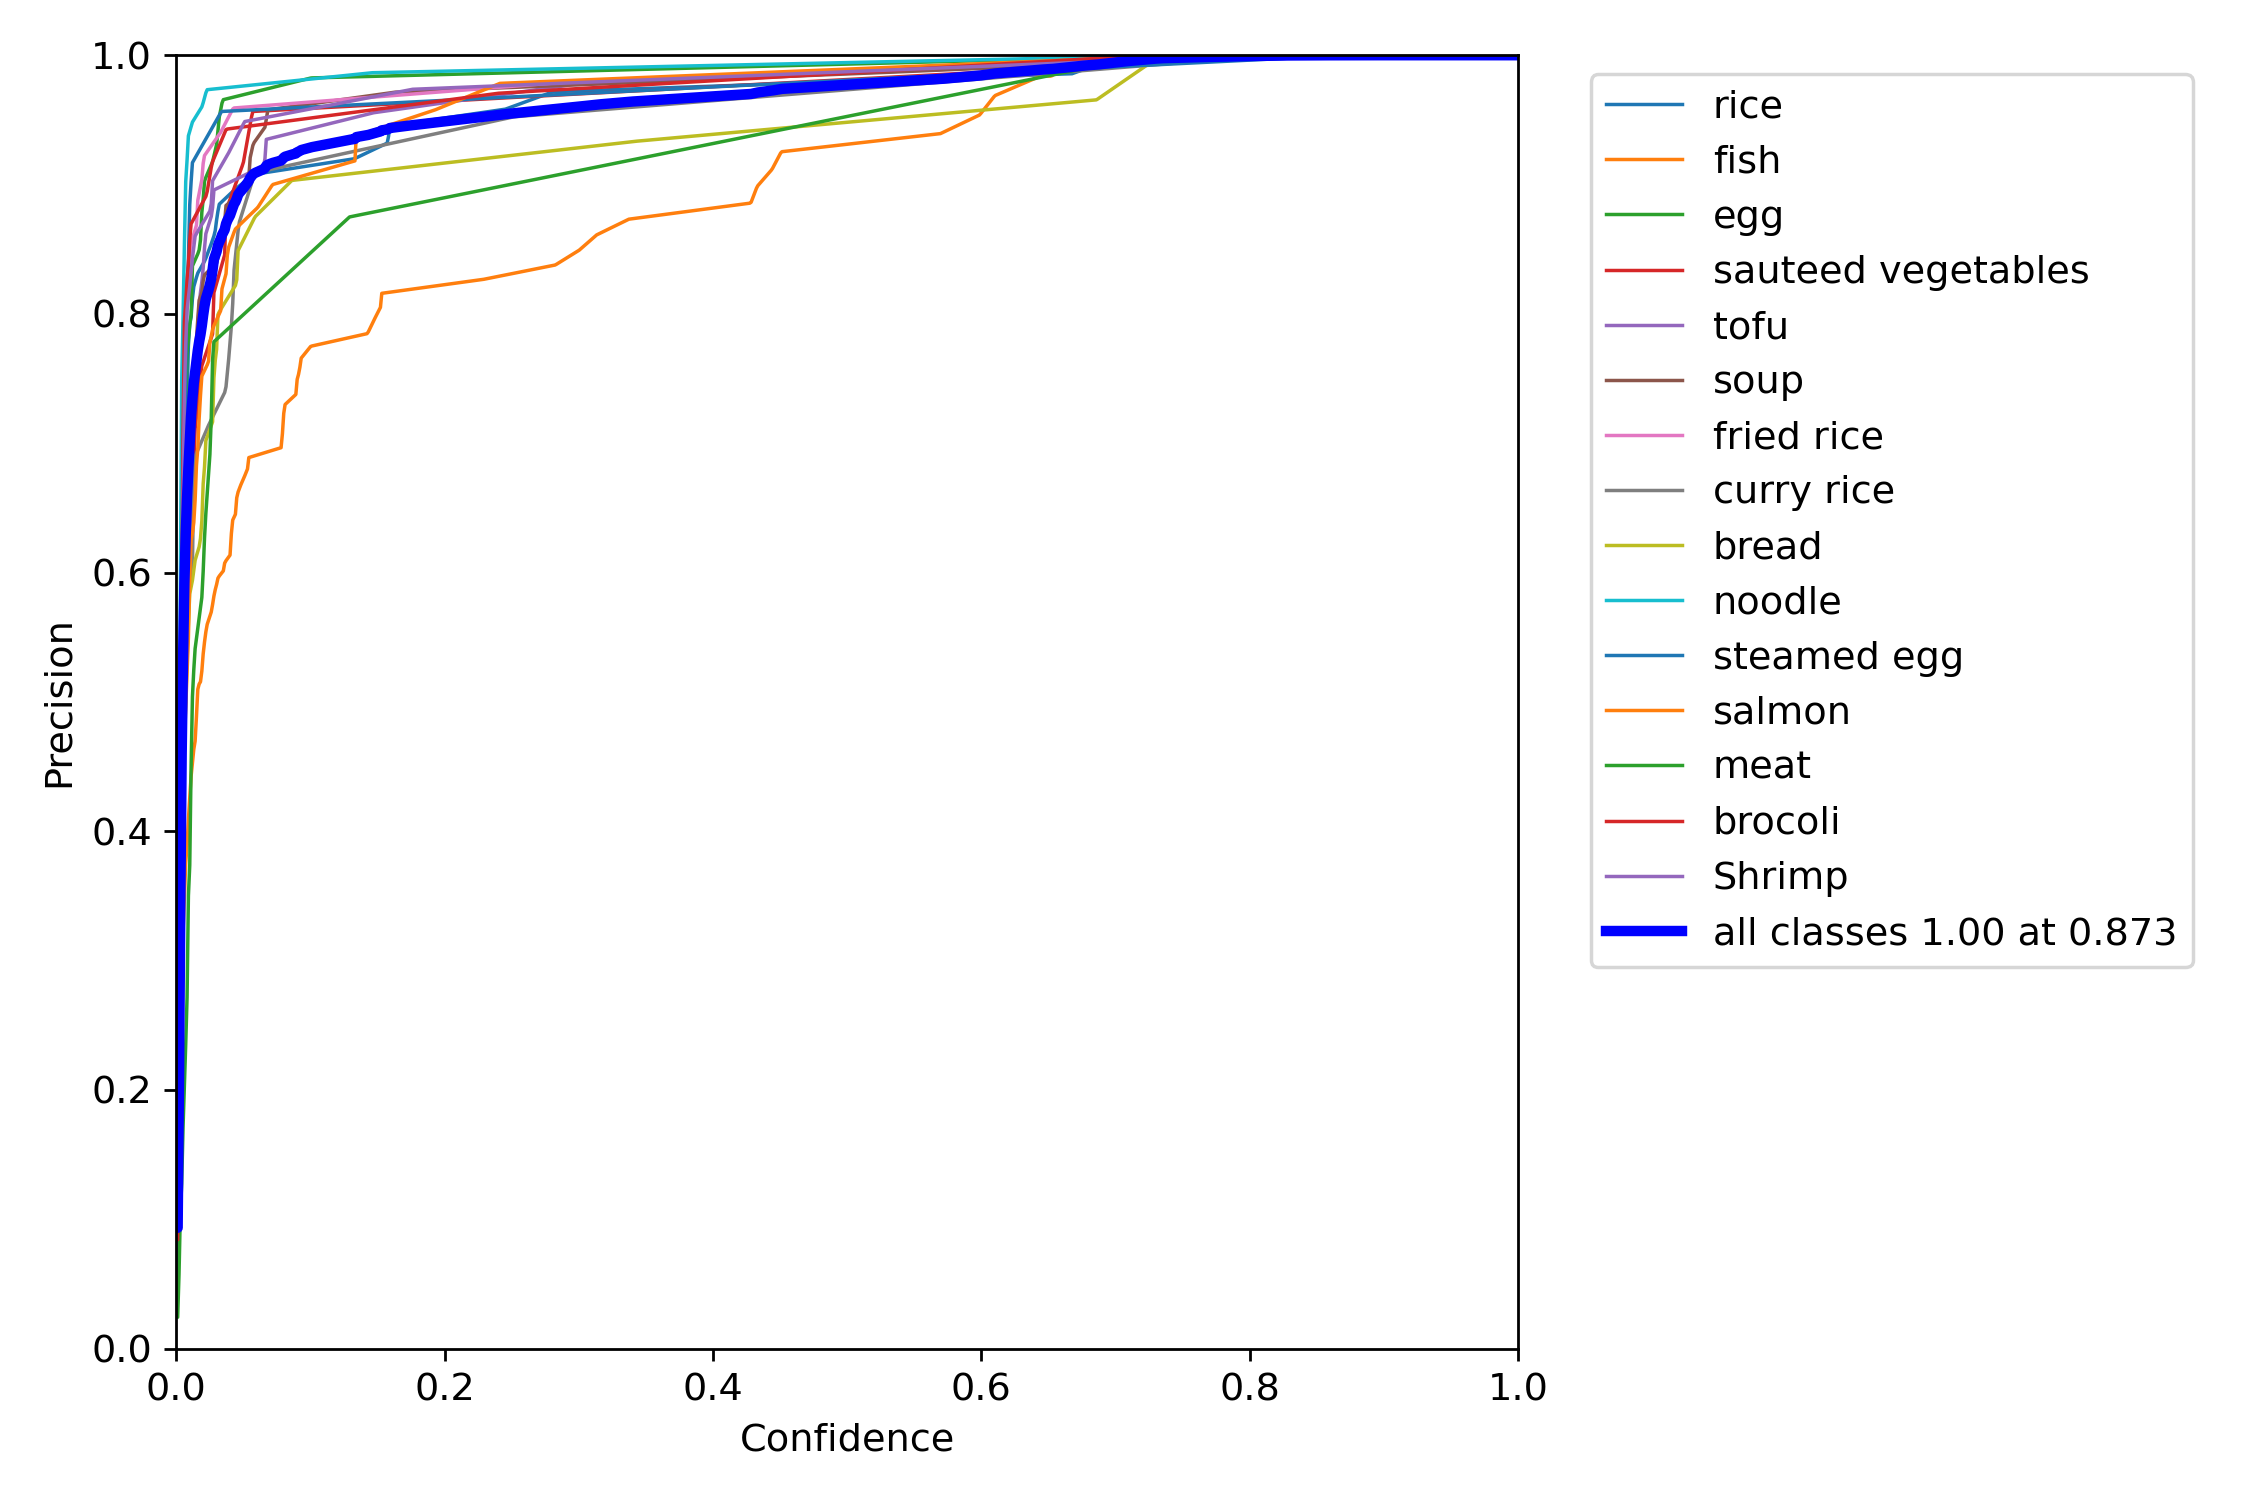 1.0
0.8
0.6
0.4
0.2
0.0
Precision
0.0 0.2 0.4 0.6 0.8 1.0
Confidence
rice
fish
egg
sauteed vegetables
tofu
soup
fried rice
curry rice
bread
noodle
steamed egg
salmon
meat
brocoli
Shrimp
all classes 1.00 at 0.873